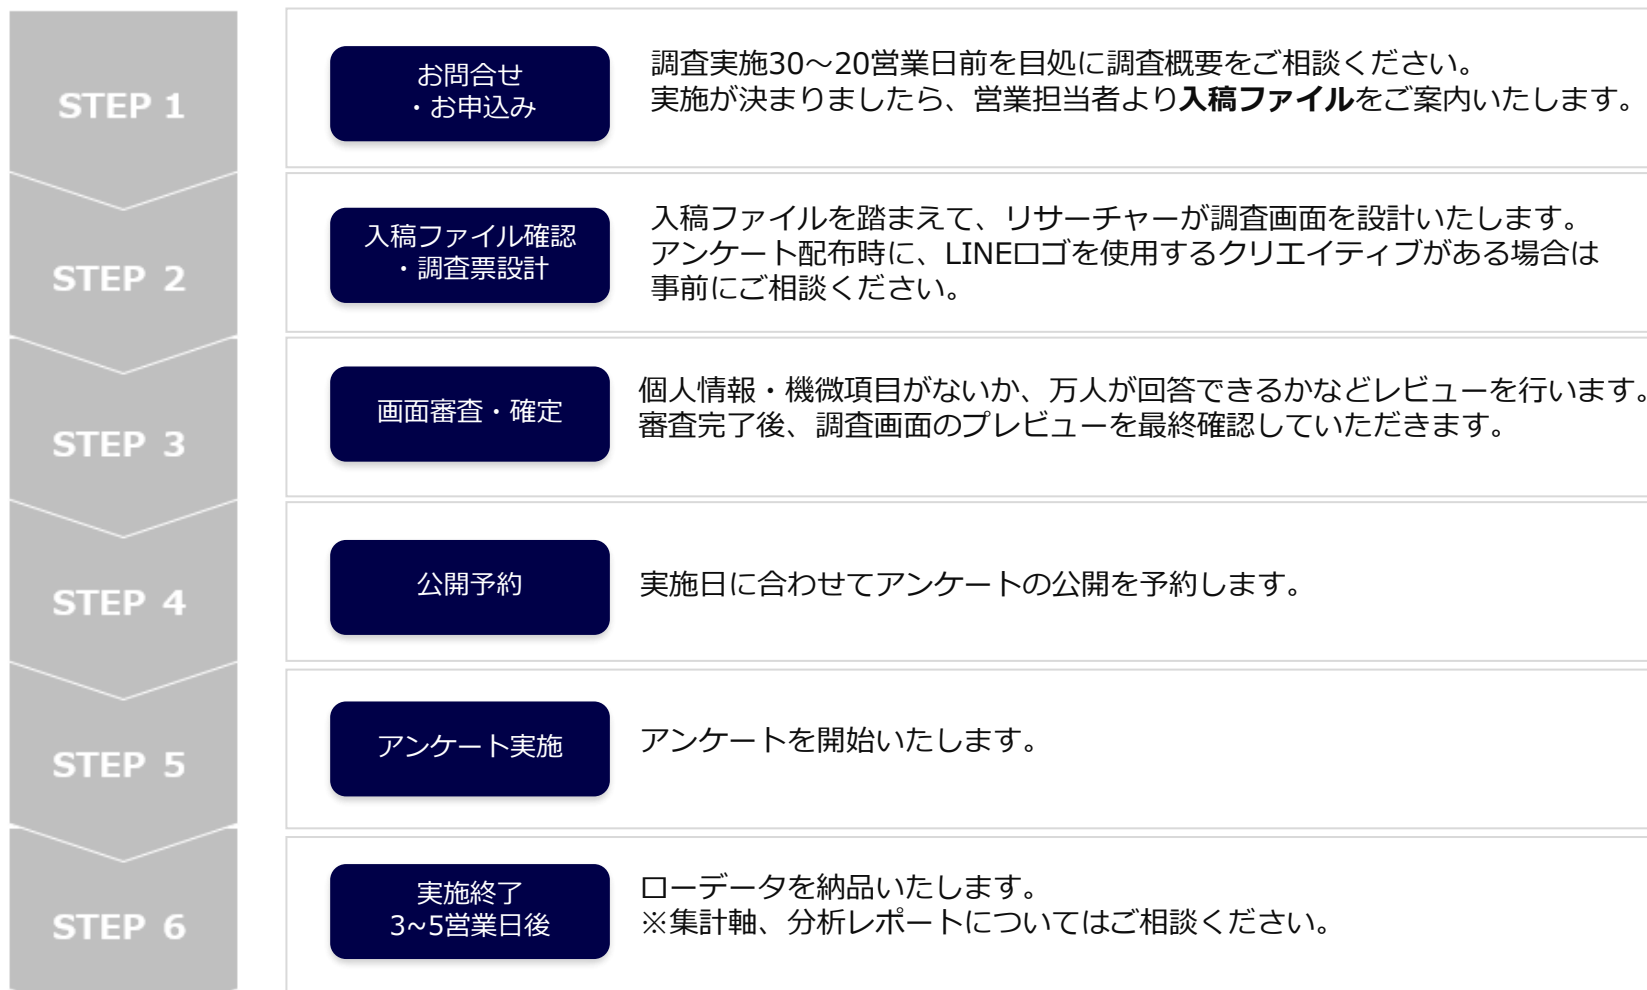 STEP 1
お問合せ
・お申込み
調査実施30～20営業日前を目処に調査概要をご相談ください。
実施が決まりましたら、営業担当者より入稿ファイルをご案内いたします。
STEP 2
入稿ファイル確認
・調査票設計
入稿ファイルを踏まえて、リサーチャーが調査画面を設計いたします。
アンケート配布時に、LINEロゴを使用するクリエイティブがある場合は
事前にご相談ください。
STEP 3
画面審査・確定
個人情報・機微項目がないか、万人が回答できるかなどレビューを行います。
審査完了後、調査画面のプレビューを最終確認していただきます。
STEP 4
公開予約
実施日に合わせてアンケートの公開を予約します。
STEP 5
アンケート実施
アンケートを開始いたします。
STEP 6
実施終了
3~5営業日後
ローデータを納品いたします。
※集計軸、分析レポートについてはご相談ください。